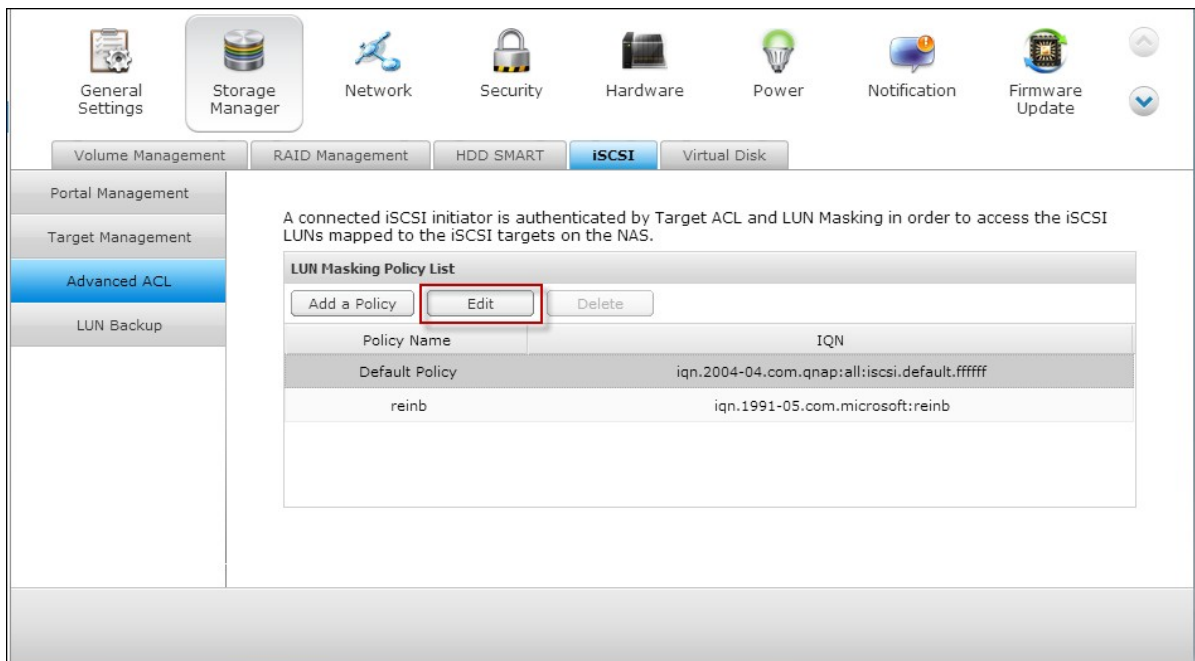 General Settings
Storage Manager
Network
Security
Hardware
Power
Notification
Firmware Update
Volume Management
RAID Management
HDD SMART
iSCSI
Virtual Disk
Portal Management
Target Management
Advanced ACL
LUN Backup
A connected iSCSI initiator is authenticated by Target ACL and LUN Masking in order to access the iSCSI
LUNs mapped to the iSCSI targets on the NAS.
LUN Masking Policy List
Add a Policy
Edit
Delete
Policy Name
IQN
Default Policy
iqn.2004-04.com.qnap:all:iscsi.default.ffffff
reinb
iqn.1991-05.com.microsoft:reinb